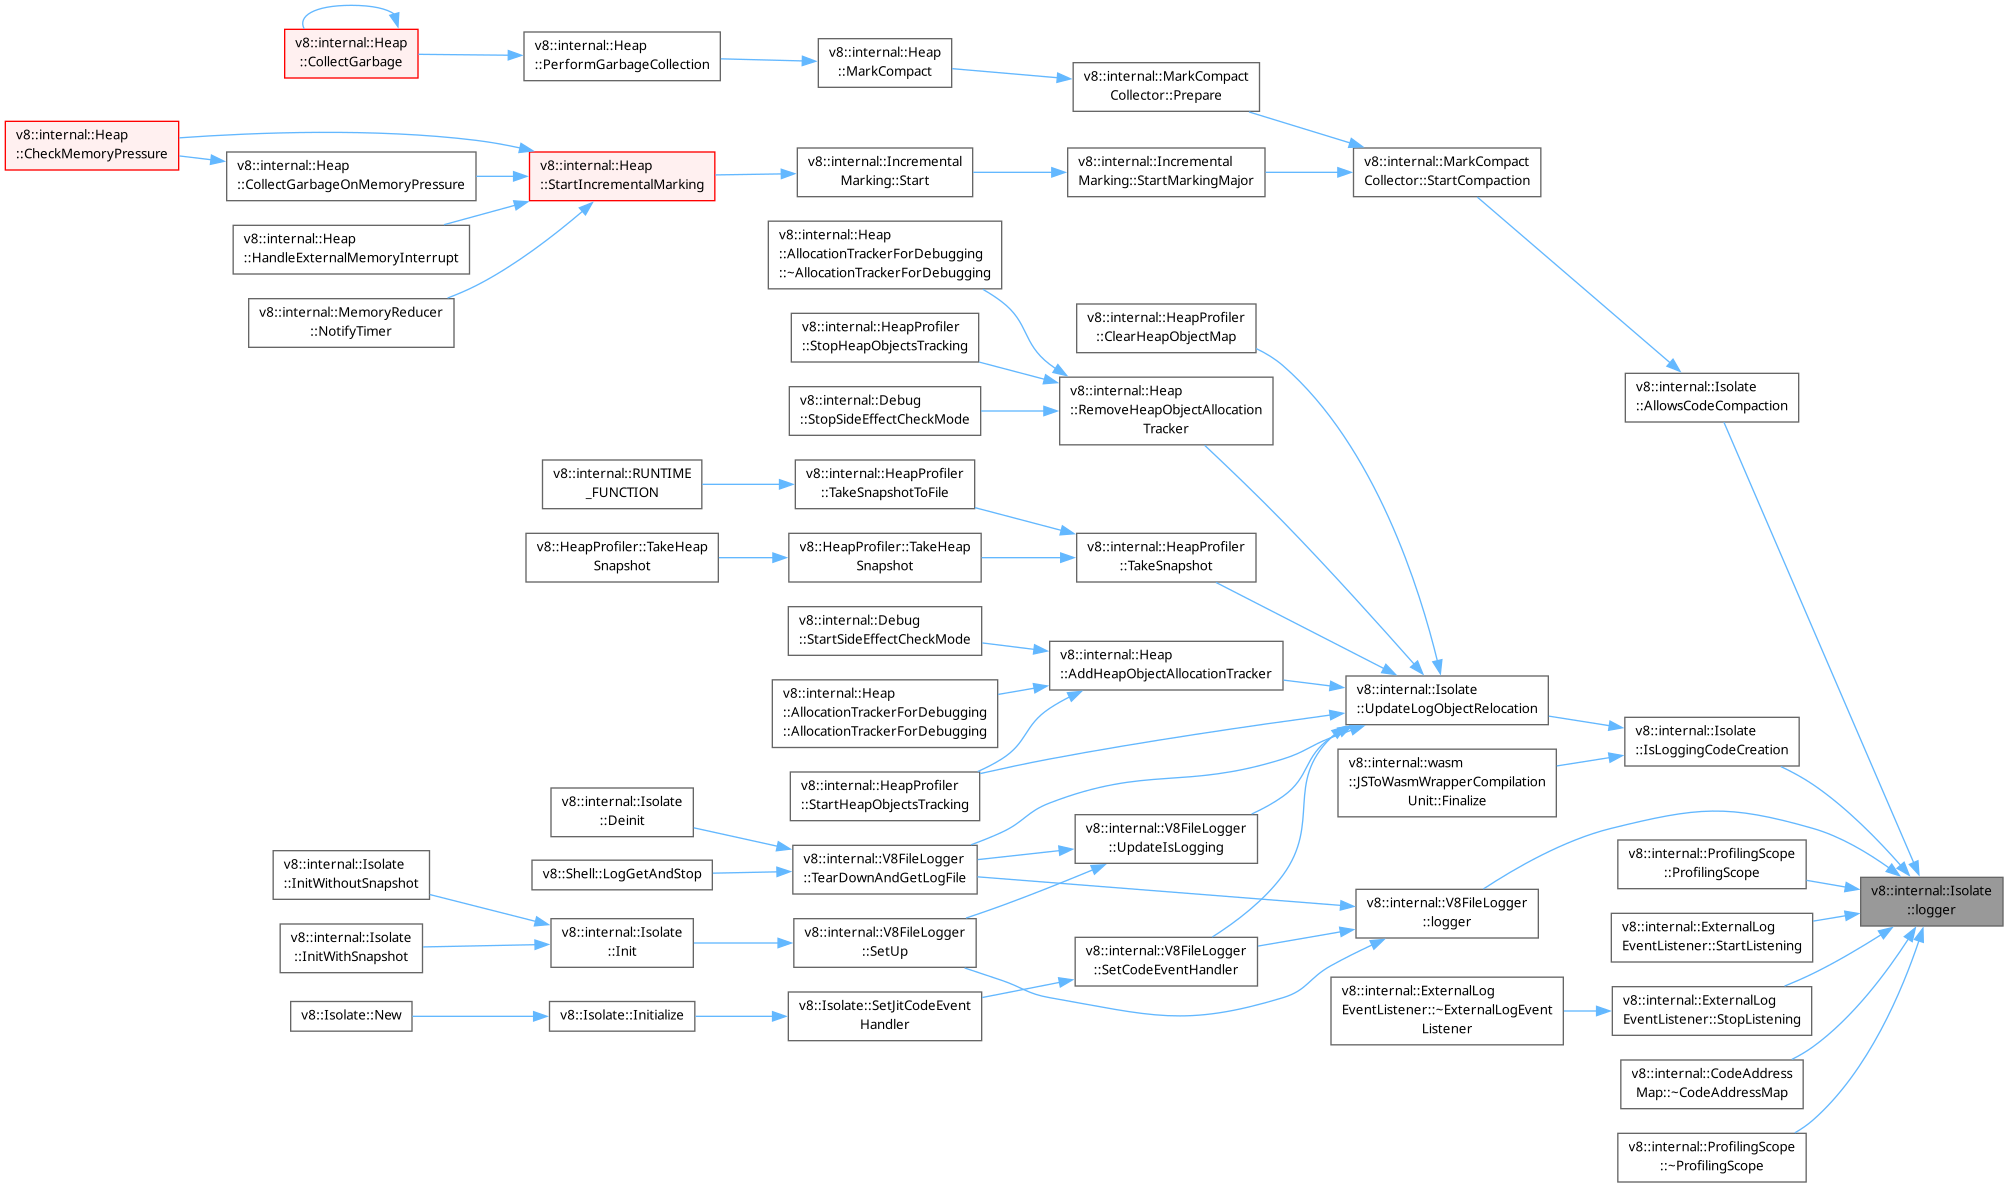 v8::internal::Heap
::CollectGarbage
v8::internal::Heap
::PerformGarbageCollection
v8::internal::Heap
::MarkCompact
v8::internal::MarkCompact
Collector::Prepare
v8::internal::Heap
::CheckMemoryPressure
v8::internal::Heap
::CollectGarbageOnMemoryPressure
v8::internal::Heap
::StartIncrementalMarking
v8::internal::Incremental
Marking::Start
v8::internal::Incremental
Marking::StartMarkingMajor
v8::internal::MarkCompact
Collector::StartCompaction
v8::internal::Heap
::HandleExternalMemoryInterrupt
v8::internal::MemoryReducer
::NotifyTimer
v8::internal::Heap
::AllocationTrackerForDebugging
::~AllocationTrackerForDebugging
v8::internal::HeapProfiler
::StopHeapObjectsTracking
v8::internal::HeapProfiler
::ClearHeapObjectMap
v8::internal::Debug
::StopSideEffectCheckMode
v8::internal::Heap
::RemoveHeapObjectAllocation
Tracker
v8::internal::Isolate
::AllowsCodeCompaction
v8::internal::RUNTIME
_FUNCTION
v8::internal::HeapProfiler
::TakeSnapshotToFile
v8::HeapProfiler::TakeHeap
Snapshot
v8::HeapProfiler::TakeHeap
Snapshot
v8::internal::HeapProfiler
::TakeSnapshot
v8::internal::Debug
::StartSideEffectCheckMode
v8::internal::Heap
::AddHeapObjectAllocationTracker
v8::internal::Heap
::AllocationTrackerForDebugging
::AllocationTrackerForDebugging
v8::internal::Isolate
::UpdateLogObjectRelocation
v8::internal::Isolate
::IsLoggingCodeCreation
v8::internal::HeapProfiler
::StartHeapObjectsTracking
v8::internal::wasm
::JSToWasmWrapperCompilation
Unit::Finalize
v8::internal::Isolate
::Deinit
v8::internal::V8FileLogger
::UpdateIsLogging
v8::internal::Isolate
::InitWithoutSnapshot
v8::Shell::LogGetAndStop
v8::internal::V8FileLogger
::TearDownAndGetLogFile
v8::internal::ProfilingScope
::ProfilingScope
v8::internal::Isolate
::logger
v8::internal::Isolate
::InitWithSnapshot
v8::internal::Isolate
::Init
v8::internal::V8FileLogger
::SetUp
v8::internal::V8FileLogger
::logger
v8::internal::ExternalLog
EventListener::StartListening
v8::internal::V8FileLogger
::SetCodeEventHandler
v8::Isolate::New
v8::Isolate::Initialize
v8::Isolate::SetJitCodeEvent
Handler
v8::internal::ExternalLog
EventListener::~ExternalLogEvent
Listener
v8::internal::ExternalLog
EventListener::StopListening
v8::internal::CodeAddress
Map::~CodeAddressMap
v8::internal::ProfilingScope
::~ProfilingScope